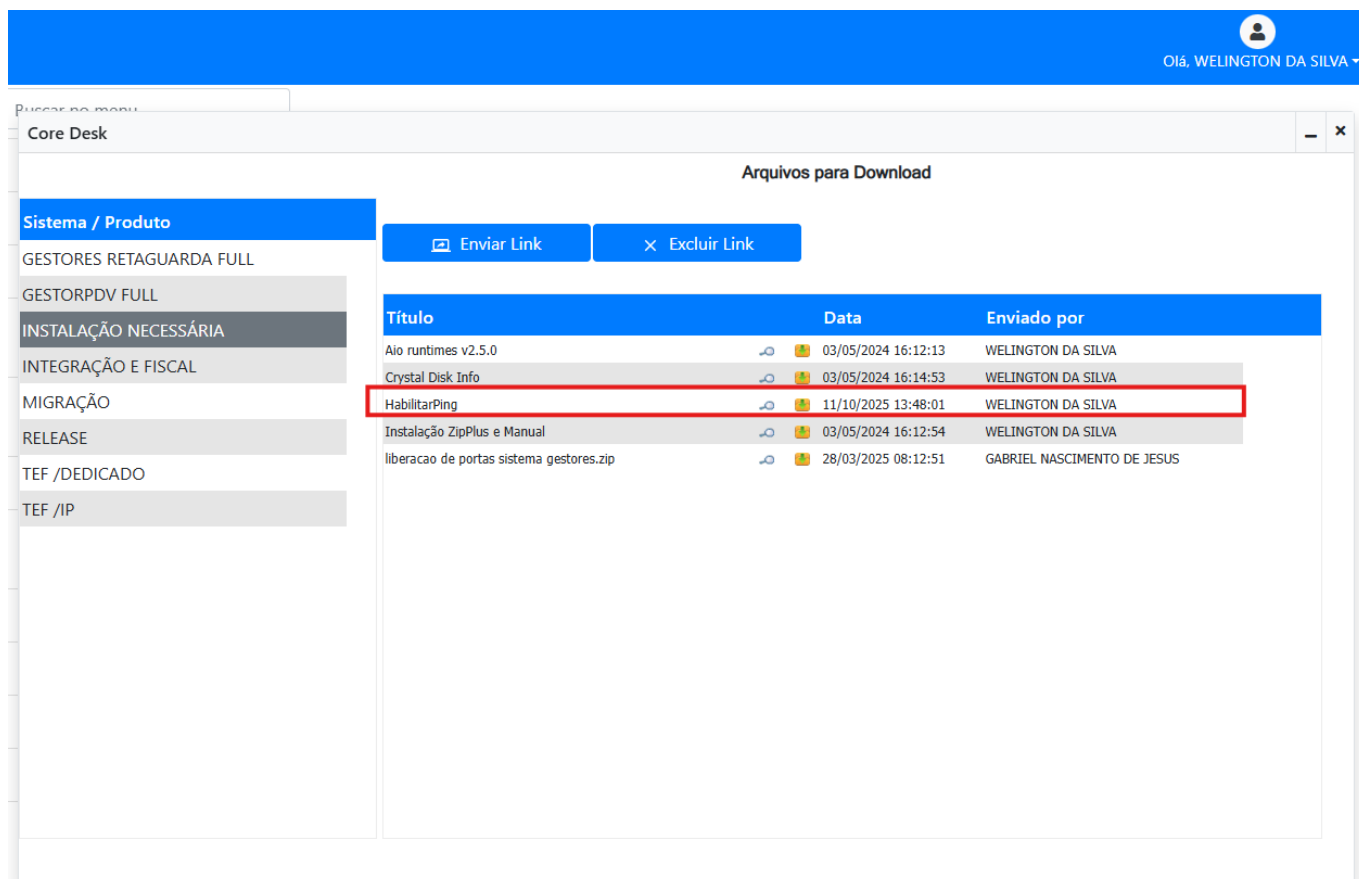 Olá, WELINGTON DA SILVA
Buscar no menu
Core Desk
Arquivos para Download
Sistema / Produto
GESTORES RETAGUARDA FULL
GESTORPDV FULL
INSTALAÇÃO NECESSÁRIA
INTEGRAÇÃO E FISCAL
MIGRAÇÃO
RELEASE
TEF /DEDICADO
TEF /IP
Enviar Link Excluir Link
Título Data Enviado por
Aio runtimes v2.5.0 03/05/2024 16:12:13 WELINGTON DA SILVA
Crystal Disk Info 03/05/2024 16:14:53 WELINGTON DA SILVA
HabilitarPing 11/10/2025 13:48:01 WELINGTON DA SILVA
Instalação ZipPlus e Manual 03/05/2024 16:12:54 WELINGTON DA SILVA
liberacao de portas sistema gestores.zip 28/03/2025 08:12:51 GABRIEL NASCIMENTO DE JESUS